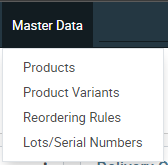 Master Data
Products
Product Variants
Reordering Rules
Lots/Serial Numbers